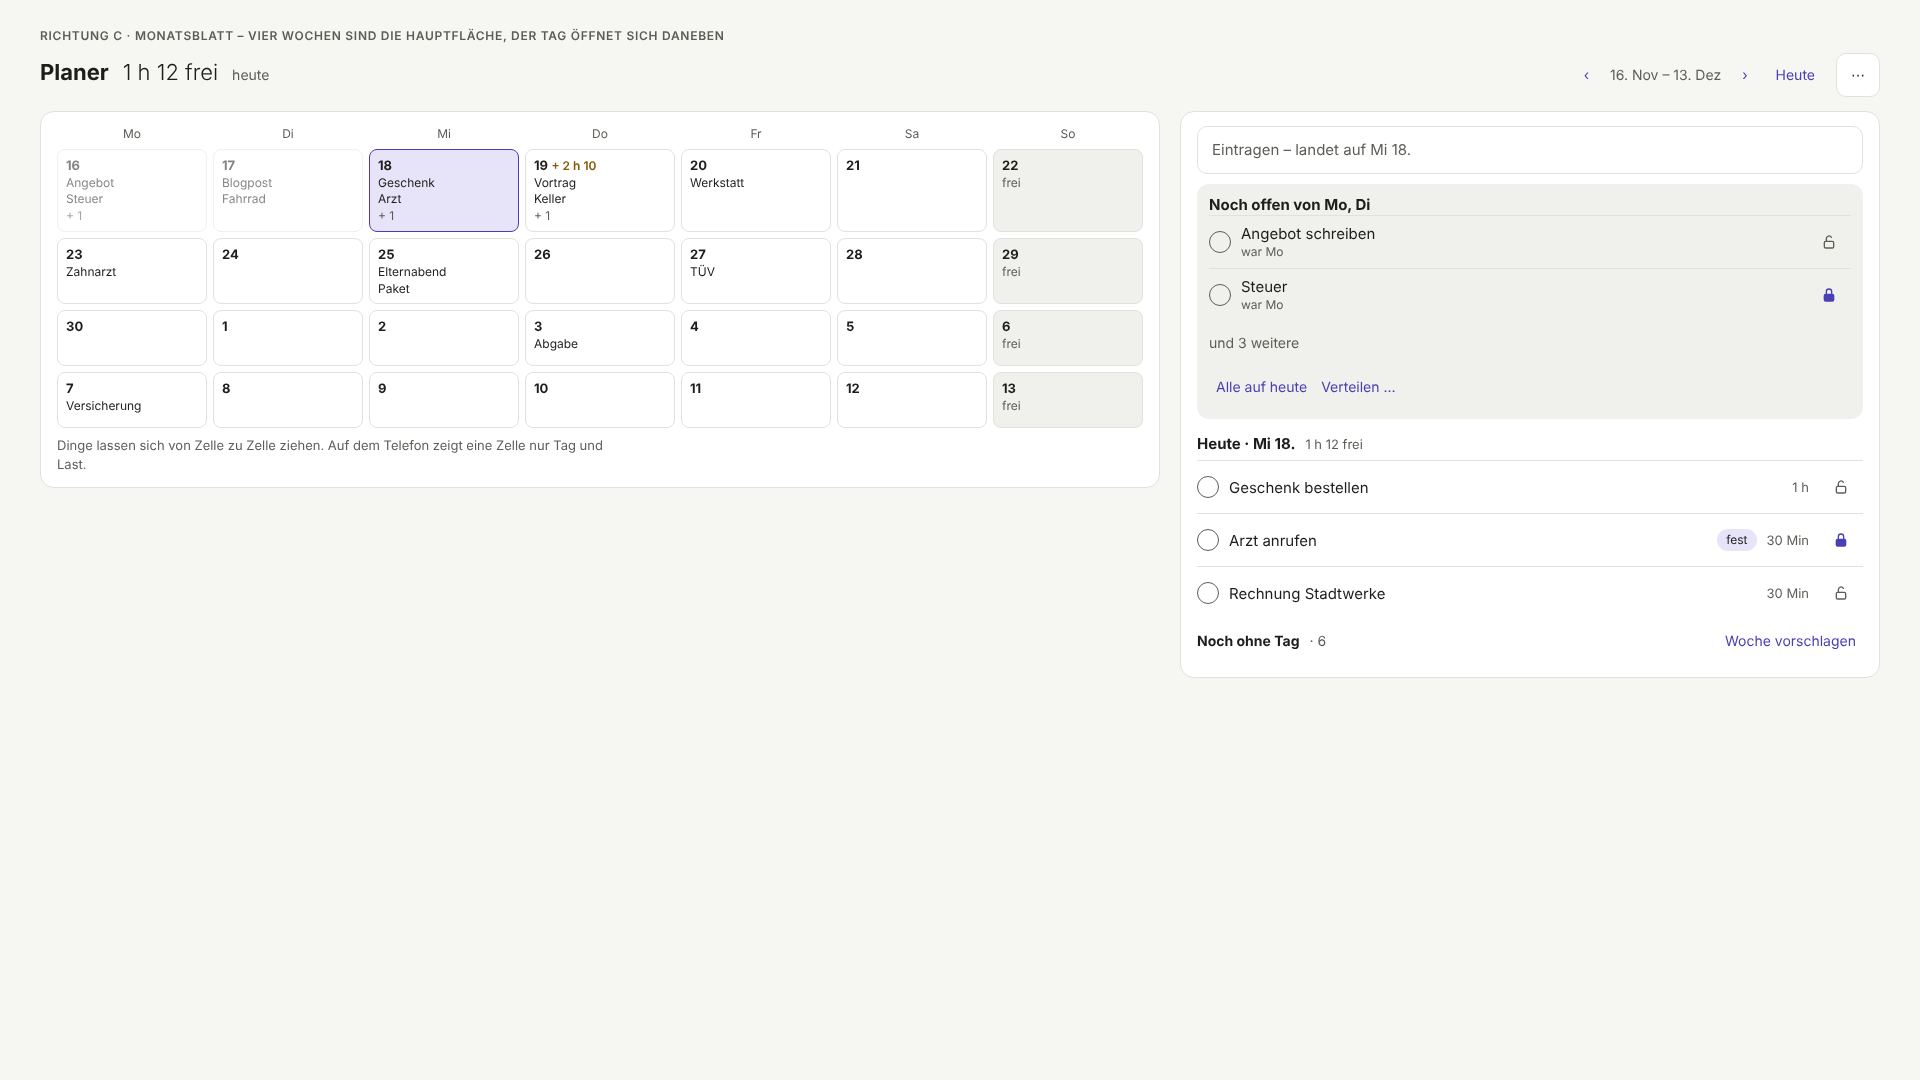 RICHTUNG C · MONATSBLATT – VIER WOCHEN SIND DIE HAUPTFLÄCHE, DER TAG ÖFFNET SICH DANEBEN
Planer 1 h 12 frei heute
‹ 16. Nov – 13. Dez › Heute ···
Mo Di Mi Do Fr Sa So
16
Angebot
Steuer
+ 1
17
Blogpost
Fahrrad
18
Geschenk
Arzt
+ 1
19 + 2 h 10
Vortrag
Keller
+ 1
20
Werkstatt
21
22
frei
23
Zahnarzt
24
25
Elternabend
Paket
26
27
TÜV
28
29
frei
30
1
2
3
Abgabe
4
5
6
frei
7
Versicherung
8
9
10
11
12
13
frei
Dinge lassen sich von Zelle zu Zelle ziehen. Auf dem Telefon zeigt eine Zelle nur Tag und
Last.
Eintragen – landet auf Mi 18.
Noch offen von Mo, Di
Angebot schreiben
war Mo
Steuer
war Mo
und 3 weitere
Alle auf heute Verteilen ...
Heute · Mi 18. 1 h 12 frei
Geschenk bestellen 1 h
Arzt anrufen fest 30 Min
Rechnung Stadtwerke 30 Min
Noch ohne Tag · 6 Woche vorschlagen